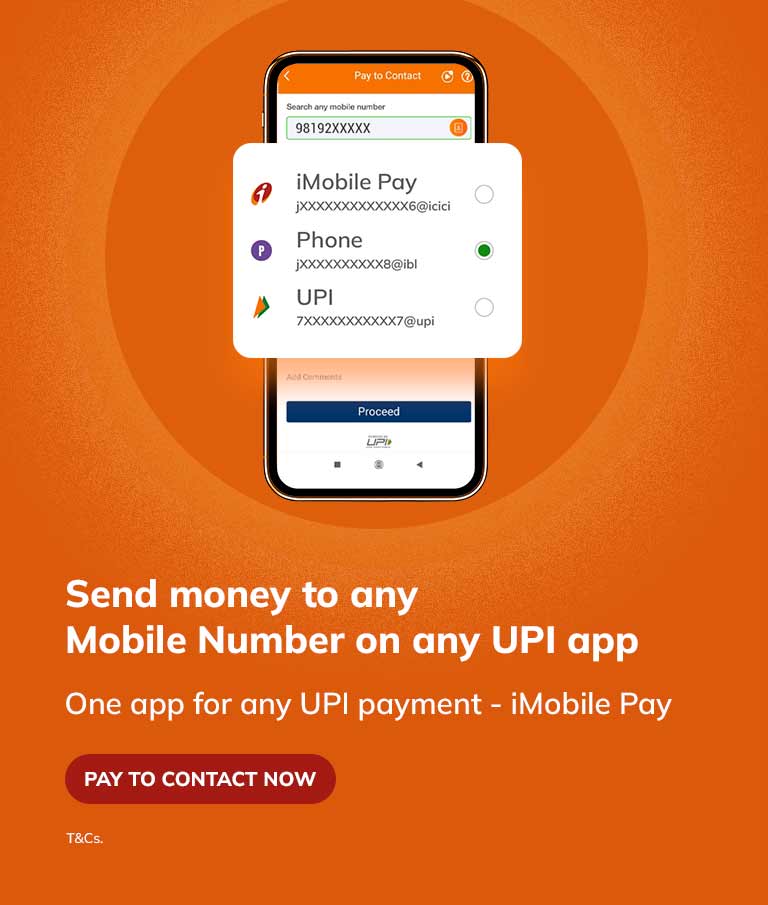 Pay to Contact
Search any mobile number
98192XXXXX
iMobile Pay
jXXXXXXXXXXXXX6@icici
Phone
P
jXXXXXXXXXX8@ibl
UPI
7XXXXXXXXXXX7@upi
Add Comments
Proceed
UPI
Send money to any
Mobile Number on any UPI app
One app for any UPI payment - iMobile Pay
PAY TO CONTACT NOW
T&Cs.